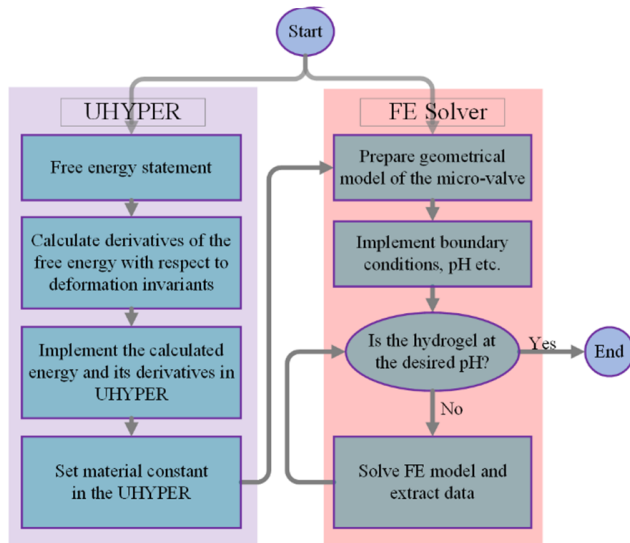 Start
UHYPER
Free energy statement
Calculate derivatives of the
free energy with respect to
deformation invariants
Implement the calculated
energy and its derivatives in
UHYPER
Set material constant
in the UHYPER
FE Solver
Prepare geometrical
model of the micro-valve
Implement boundary
conditions, pH etc.
Is the hydrogel at
the desired pH?
Yes
End
No
Solve FE model and
extract data